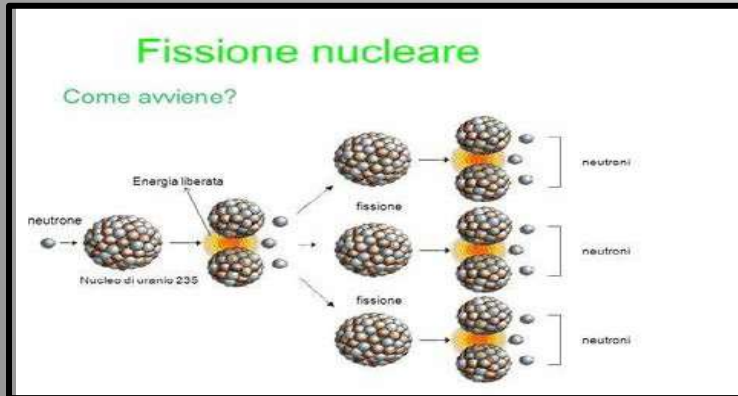 Fissione nucleare
Come avviene?
Energia liberata
neutrone
Nucleo di uranio 235
fissione
fissione
neutroni
neutroni
neutroni